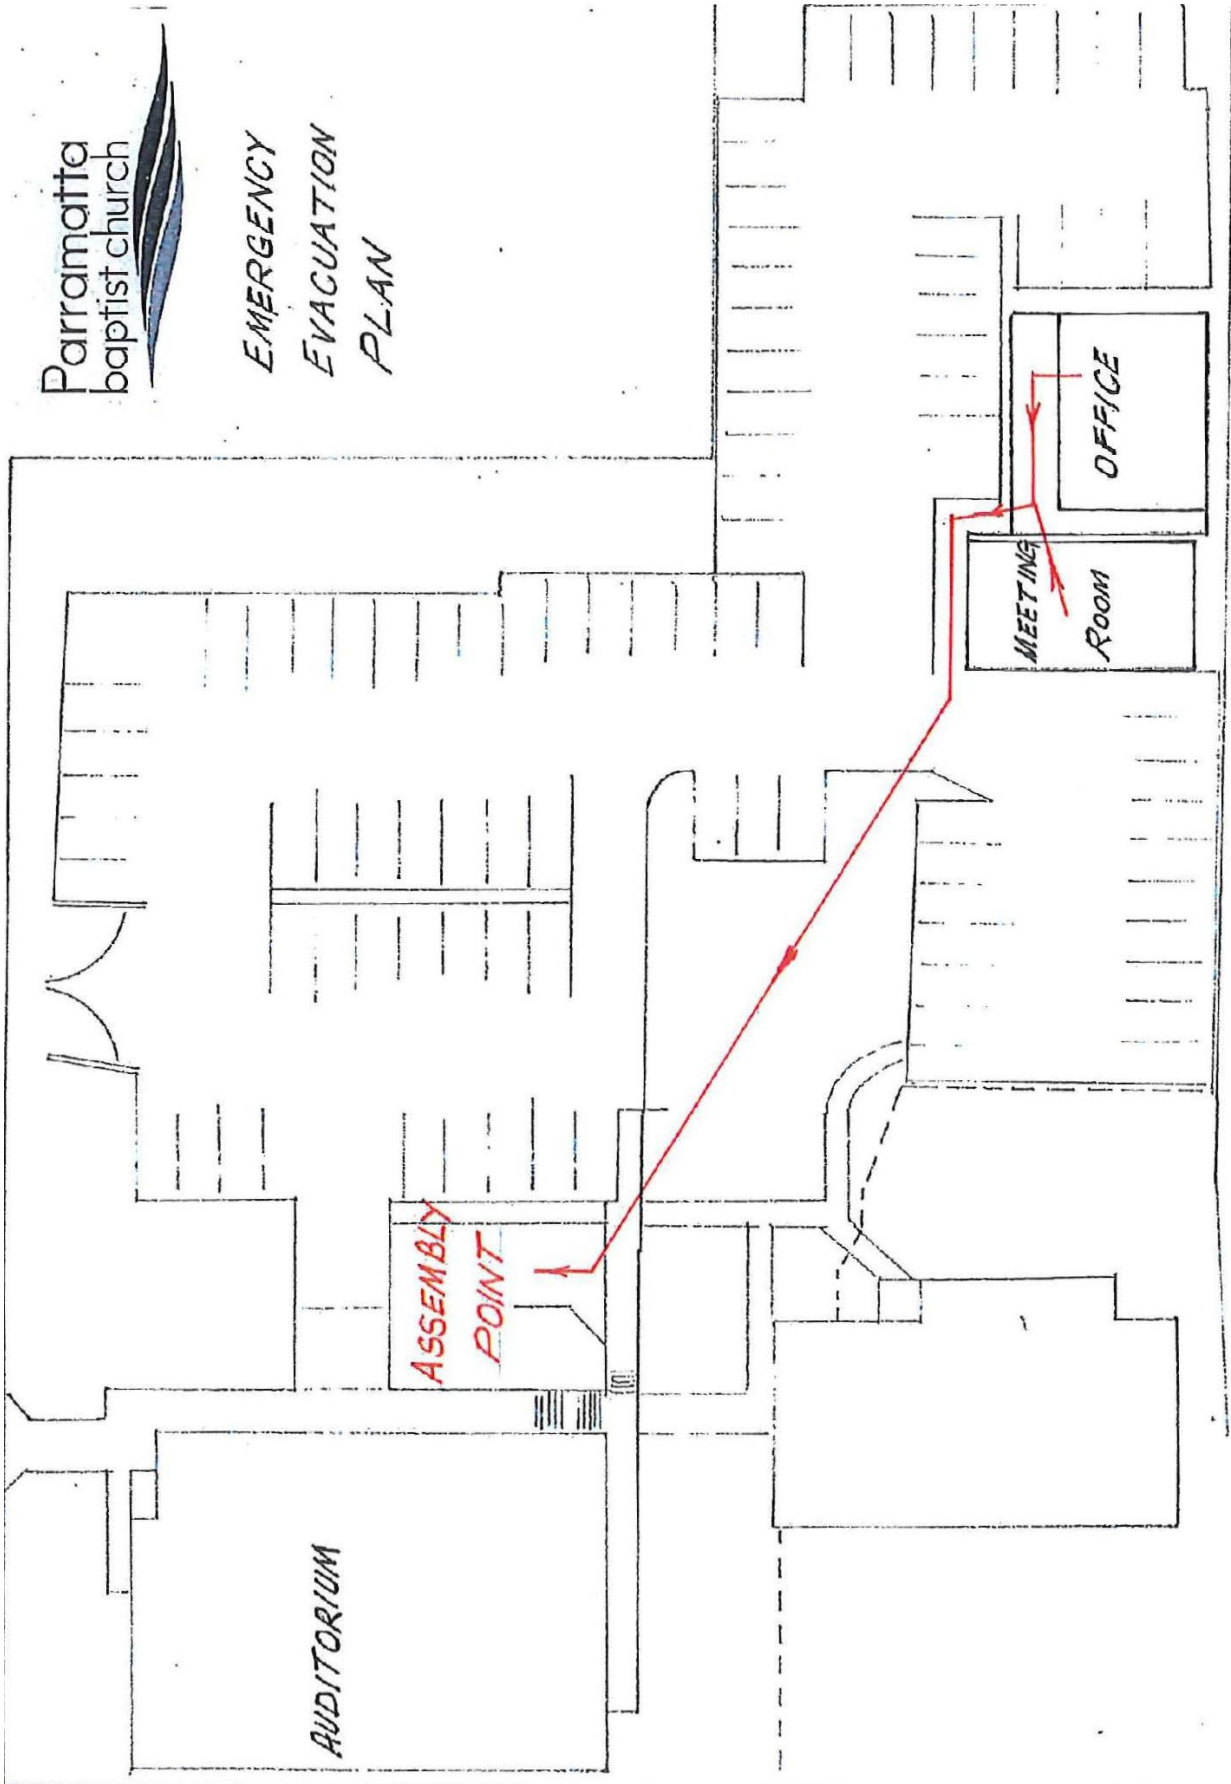 Parramatta
baptist church
EMERGENCY
EVACUATION
PLAN
OFFICE
MEETING
ROOM
ASSEMBLY
POINT
AUDITORIUM